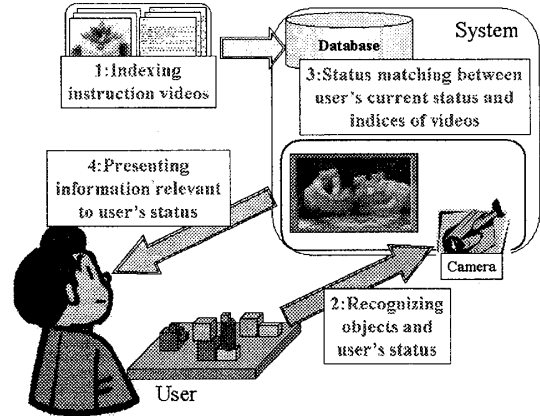 System
Database
1:Indexing
instruction videos
3:Status matching between
user's current status and
indices of videos
4:Presenting
information relevant
to user's status
Camera
2:Recognizing
objects and
user's status
User